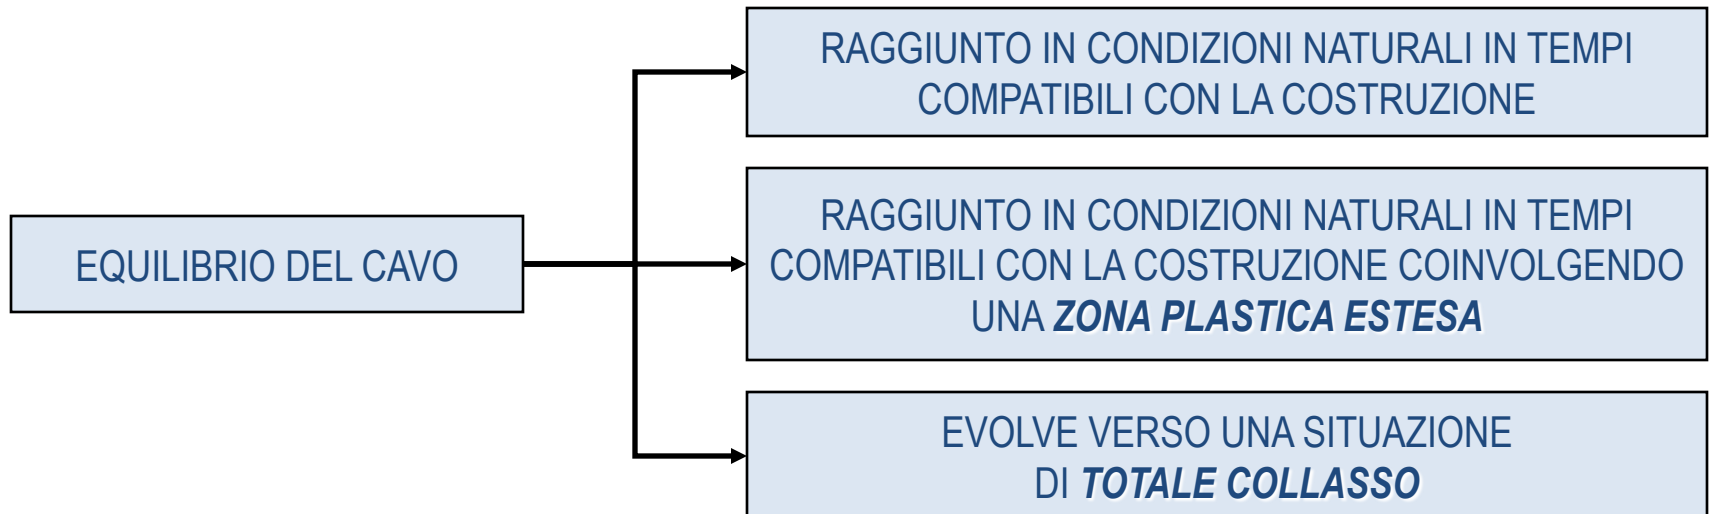 RAGGIUNTO IN CONDIZIONI NATURALI IN TEMPI
COMPATIBILI CON LA COSTRUZIONE
EQUILIBRIO DEL CAVO
RAGGIUNTO IN CONDIZIONI NATURALI IN TEMPI
COMPATIBILI CON LA COSTRUZIONE COINVOLGENDO
UNA ZONA PLASTICA ESTESA
EVOLVE VERSO UNA SITUAZIONE
DI TOTALE COLLASSO